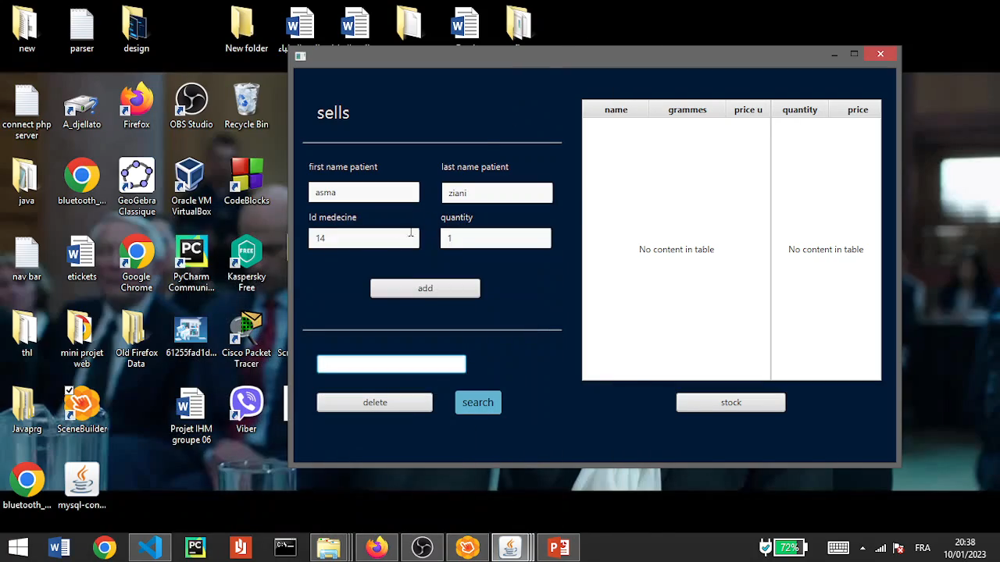 new
parser
design
New folder
connect php
server
A_djellato
Firefox
OBS Studio
Recycle Bin
java
bluetooth_...
GeoGebra
Classique
Oracle VM
VirtualBox
CodeBlocks
nav bar
etickets
Google
Chrome
PyCharm
Communi...
Kaspersky
Free
thl
mini projet
web
Old Firefox
Data
61255fad1d...
Cisco Packet
Tracer
Javaprg
SceneBuilder
Projet IHM
groupe 06
Viber
bluetooth_...
mysql-con...
sells
first name patient
last name patient
asma
ziani
Id medecine
quantity
14
1
add
delete
search
name
grammes
price u
quantity
price
No content in table
No content in table
stock
72%
FRA
20:38
10/01/2023